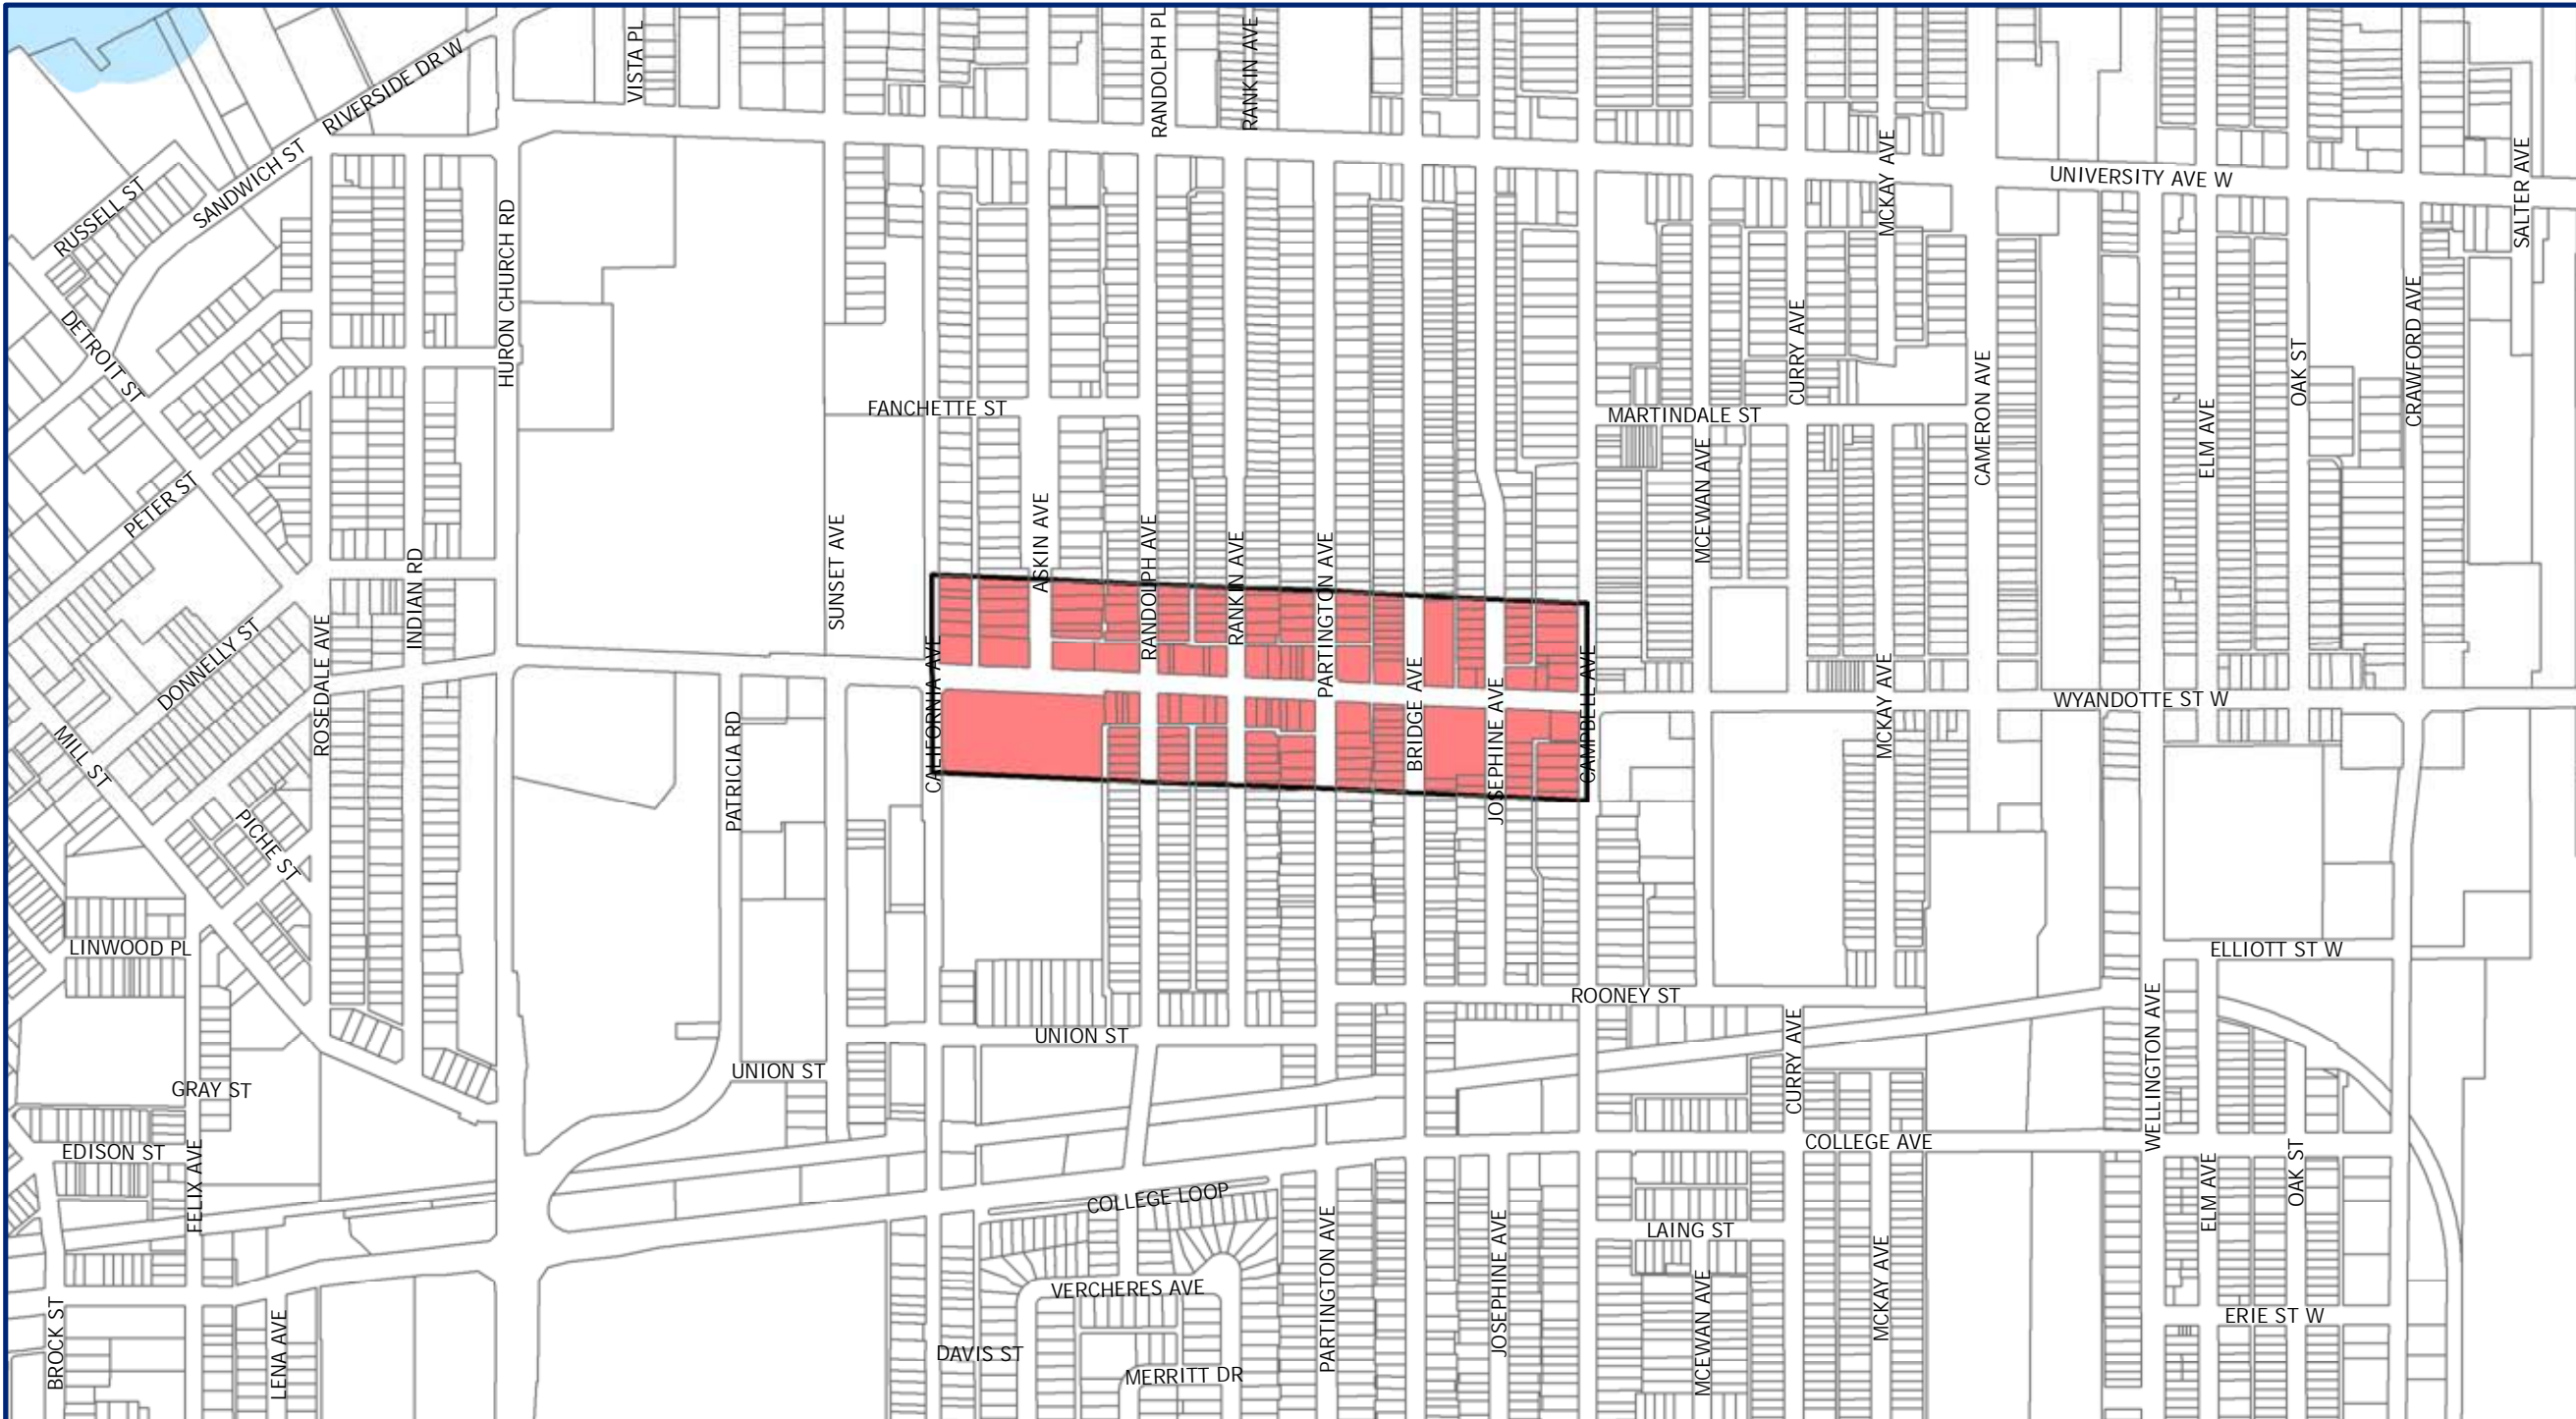 VISTA PL
RANDOLPH PL
RANKIN AVE
RIVERSIDE DR W
SANDWICH ST
RUSSELL ST
HURON CHURCH RD
MCKAY AVE
UNIVERSITY AVE W
SALTER AVE
DETROIT ST
FANCHETTE ST
CURRY AVE
MARTINDALE ST
CAMERON AVE
OAK ST
CRAWFORD AVE
ELM AVE
PETER ST
SUNSET AVE
ASKIN AVE
RANDOLPH AVE
RANKIN AVE
PARTINGTON AVE
MCEWAN AVE
INDIAN RD
DONNELLY ST
ROSEDALE AVE
CALIFORNIA AVE
BRIDGE AVE
JOSEPHINE AVE
CAMPBELL AVE
MCKAY AVE
WYANDOTTE ST W
MILL ST
PATRICIA RD
PICHE ST
LINWOOD PL
ELLIOTT ST W
ROONEY ST
UNION ST
UNION ST
CURRY AVE
WELLINGTON AVE
GRAY ST
EDISON ST
FELIX AVE
COLLEGE AVE
ELM AVE
OAK ST
COLLEGE LOOP
LAING ST
VERCHERES AVE
PARTINGTON AVE
JOSEPHINE AVE
MCEWAN AVE
MCKAY AVE
ERIE ST W
BROCK ST
LENA AVE
DAVIS ST
MERRITT DR